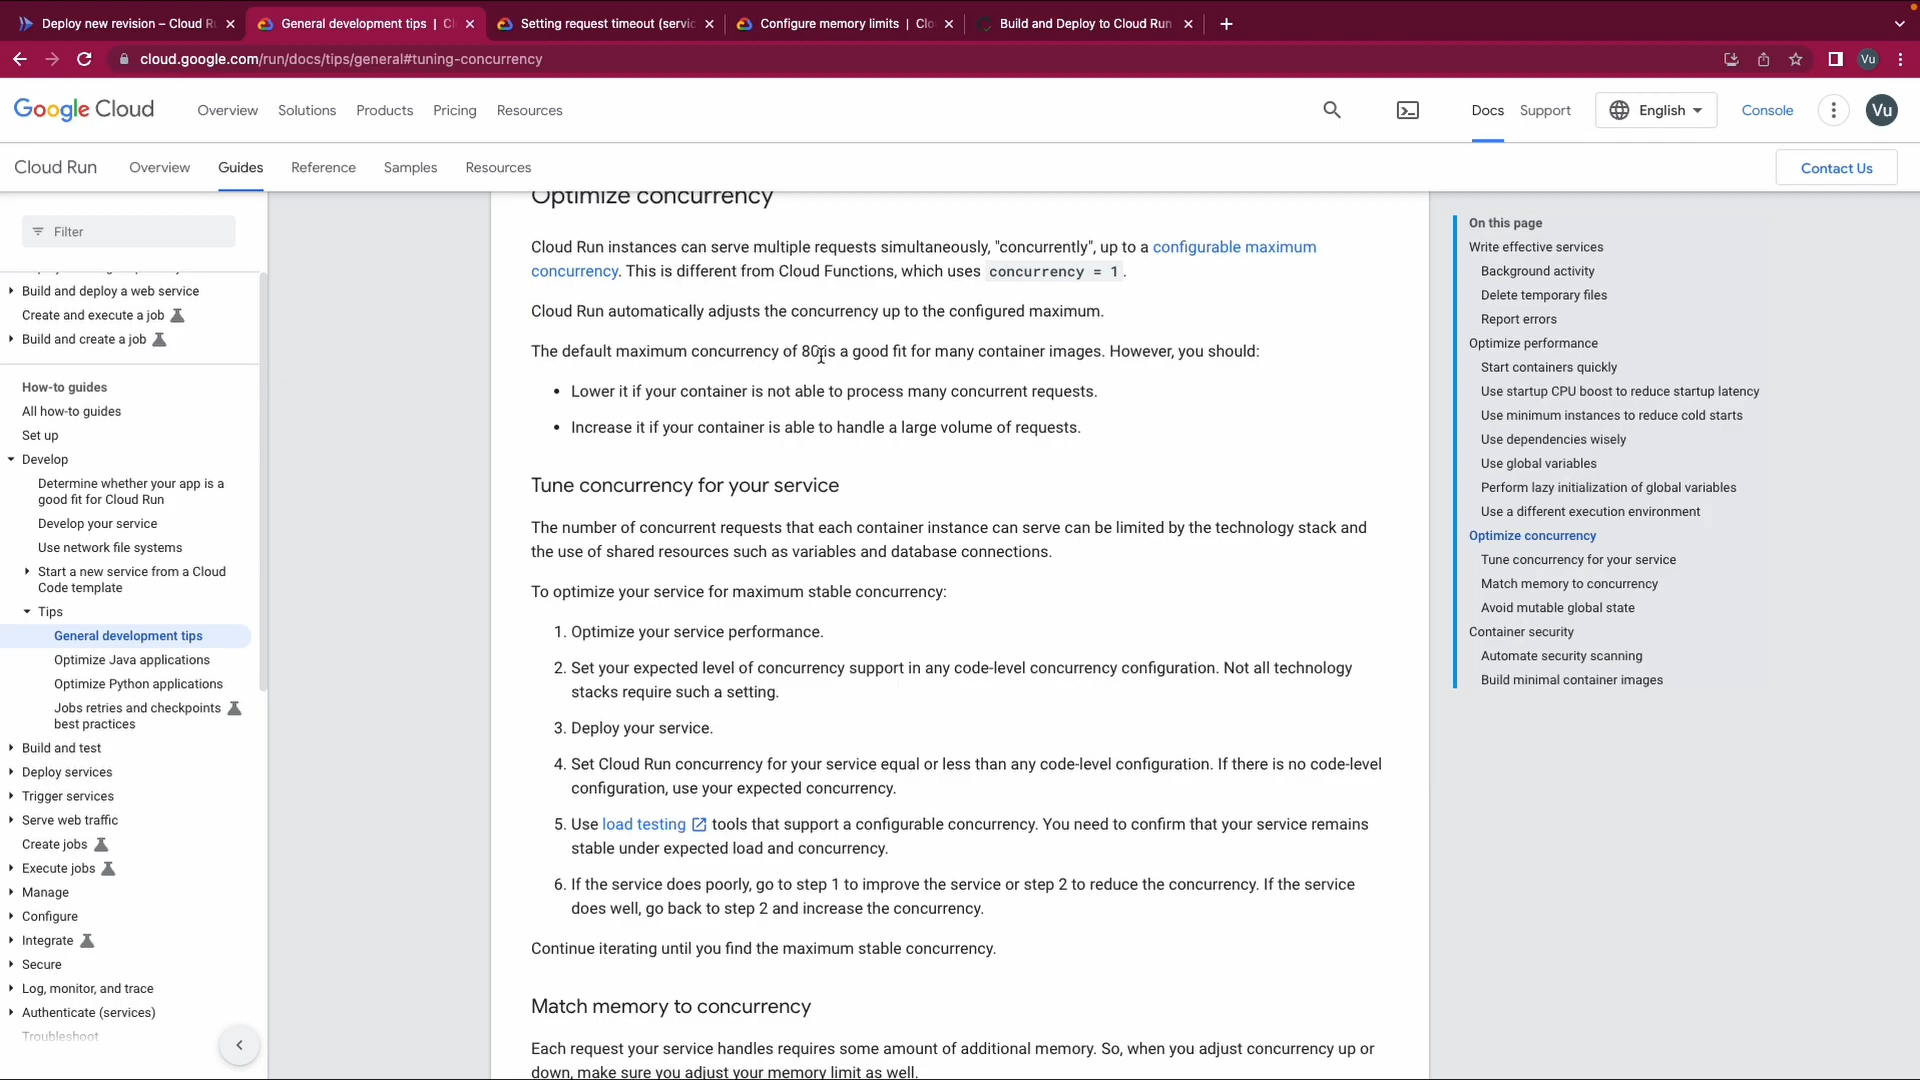 Deploy new revision – Cloud R
General development tips | Cl
Setting request timeout (servic
Configure memory limits | Clo
Build and Deploy to Cloud Run
cloud.google.com/run/docs/tips/general#tuning-concurrency
Vu
Google Cloud
Overview
Solutions
Products
Pricing
Resources
Docs
Support
English
Console
Vu
Cloud Run
Overview
Guides
Reference
Samples
Resources
Contact Us
Filter
Build and deploy a web service
Create and execute a job
Build and create a job
How-to guides
All how-to guides
Set up
Develop
Determine whether your app is a
good fit for Cloud Run
Develop your service
Use network file systems
Start a new service from a Cloud
Code template
Tips
General development tips
Optimize Java applications
Optimize Python applications
Jobs retries and checkpoints
best practices
Build and test
Deploy services
Trigger services
Serve web traffic
Create jobs
Execute jobs
Manage
Configure
Integrate
Secure
Log, monitor, and trace
Authenticate (services)
Troubleshoot
Optimize concurrency
Cloud Run instances can serve multiple requests simultaneously, "concurrently", up to a configurable maximum
concurrency. This is different from Cloud Functions, which uses concurrency = 1.
Cloud Run automatically adjusts the concurrency up to the configured maximum.
The default maximum concurrency of 80 is a good fit for many container images. However, you should:
• Lower it if your container is not able to process many concurrent requests.
• Increase it if your container is able to handle a large volume of requests.
Tune concurrency for your service
The number of concurrent requests that each container instance can serve can be limited by the technology stack and
the use of shared resources such as variables and database connections.
To optimize your service for maximum stable concurrency:
1. Optimize your service performance.
2. Set your expected level of concurrency support in any code-level concurrency configuration. Not all technology
stacks require such a setting.
3. Deploy your service.
4. Set Cloud Run concurrency for your service equal or less than any code-level configuration. If there is no code-level
configuration, use your expected concurrency.
5. Use load testing tools that support a configurable concurrency. You need to confirm that your service remains
stable under expected load and concurrency.
6. If the service does poorly, go to step 1 to improve the service or step 2 to reduce the concurrency. If the service
does well, go back to step 2 and increase the concurrency.
Continue iterating until you find the maximum stable concurrency.
Match memory to concurrency
Each request your service handles requires some amount of additional memory. So, when you adjust concurrency up or
down, make sure you adjust your memory limit as well.
On this page
Write effective services
Background activity
Delete temporary files
Report errors
Optimize performance
Start containers quickly
Use startup CPU boost to reduce startup latency
Use minimum instances to reduce cold starts
Use dependencies wisely
Use global variables
Perform lazy initialization of global variables
Use a different execution environment
Optimize concurrency
Tune concurrency for your service
Match memory to concurrency
Avoid mutable global state
Container security
Automate security scanning
Build minimal container images